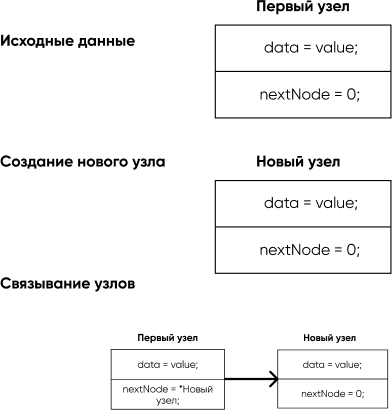 Первый узел
Исходные данные
data = value;
nextNode = 0;
Создание нового узла
Новый узел
data = value;
nextNode = 0;
Связывание узлов
Первый узел
Новый узел
data = value;
data = value;
nextNode = *Новый
узел;
nextNode = 0;